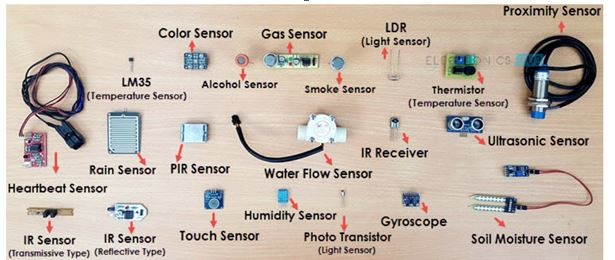 Proximity Sensor
Color Sensor
Gas Sensor
LDR
(Light Sensor)
LM35
(Temperature Sensor)
Alcohol Sensor
Smoke Sensor
Thermistor
(Temperature Sensor)
Rain Sensor
PIR Sensor
Water Flow Sensor
IR Receiver
Ultrasonic Sensor
Heartbeat Sensor
IR Sensor
(Transmissive Type)
IR Sensor
(Reflective Type)
Touch Sensor
Humidity Sensor
Photo Transistor
(Light Sensor)
Gyroscope
Soil Moisture Sensor